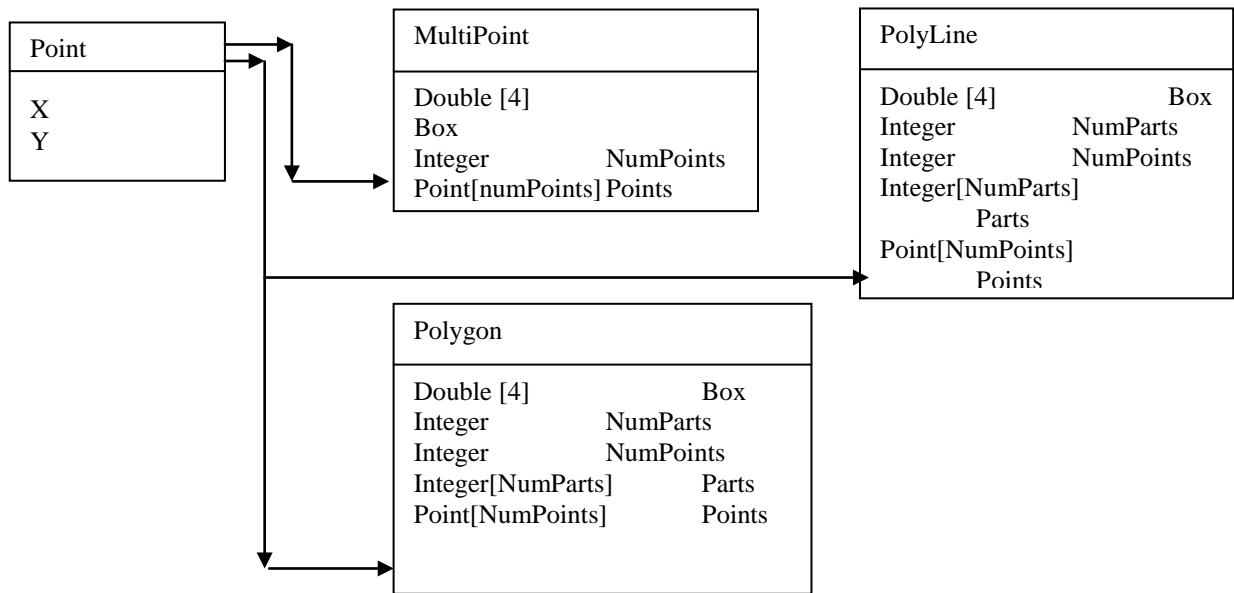 Point
X
Y
MultiPoint
Double [4]
Box
Integer NumPoints
Point[numPoints] Points
PolyLine
Double [4] Box
Integer NumParts
Integer NumPoints
Integer[NumParts]
Parts
Point[NumPoints]
Points
Polygon
Double [4] Box
Integer NumParts
Integer NumPoints
Integer[NumParts] Parts
Point[NumPoints] Points